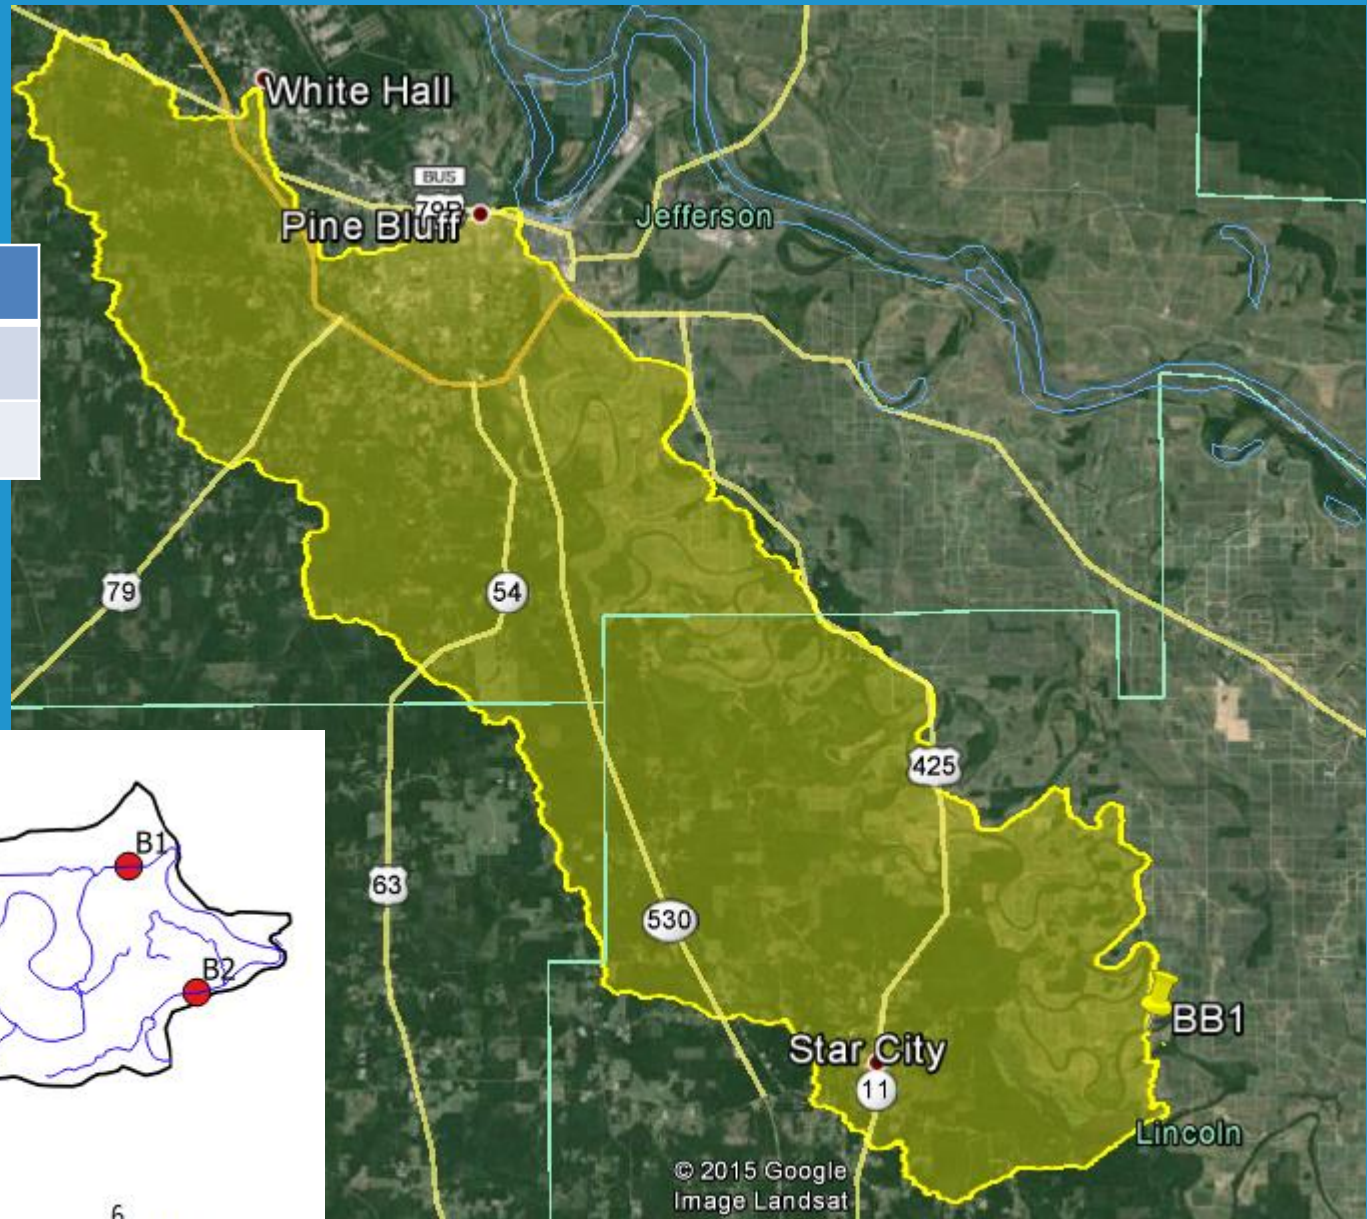 White Hall
BUS
79B
Pine Bluff
Jefferson
79
54
425
63
B1
530
B2
BB1
Star City
11
Lincoln
© 2015 Google
Image Landsat
6